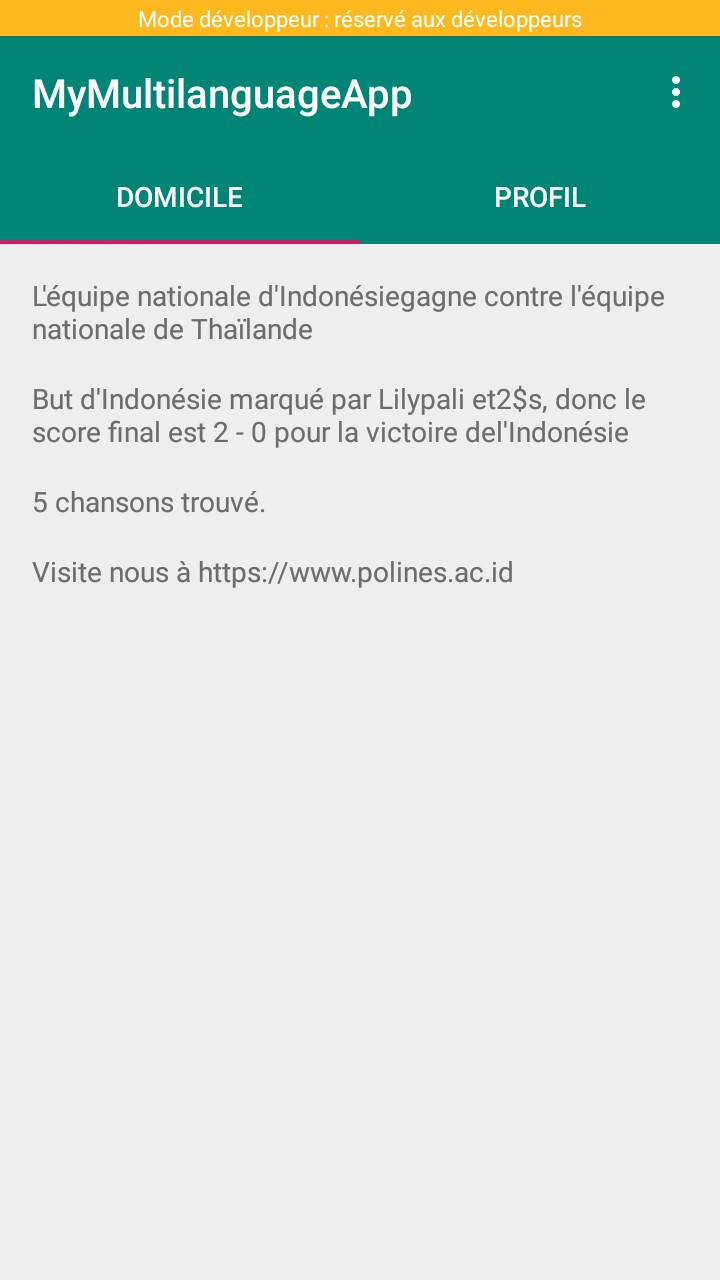 Mode développeur : réservé aux développeurs
MyMultilanguageApp
DOMICILE
PROFIL
L'équipe nationale d'Indonésiegagne contre l'équipe
nationale de Thaïlande
But d'Indonésie marqué par Lilypali et2$s, donc le
score final est 2 - 0 pour la victoire del'Indonésie
5 chansons trouvé.
Visite nous à https://www.polines.ac.id